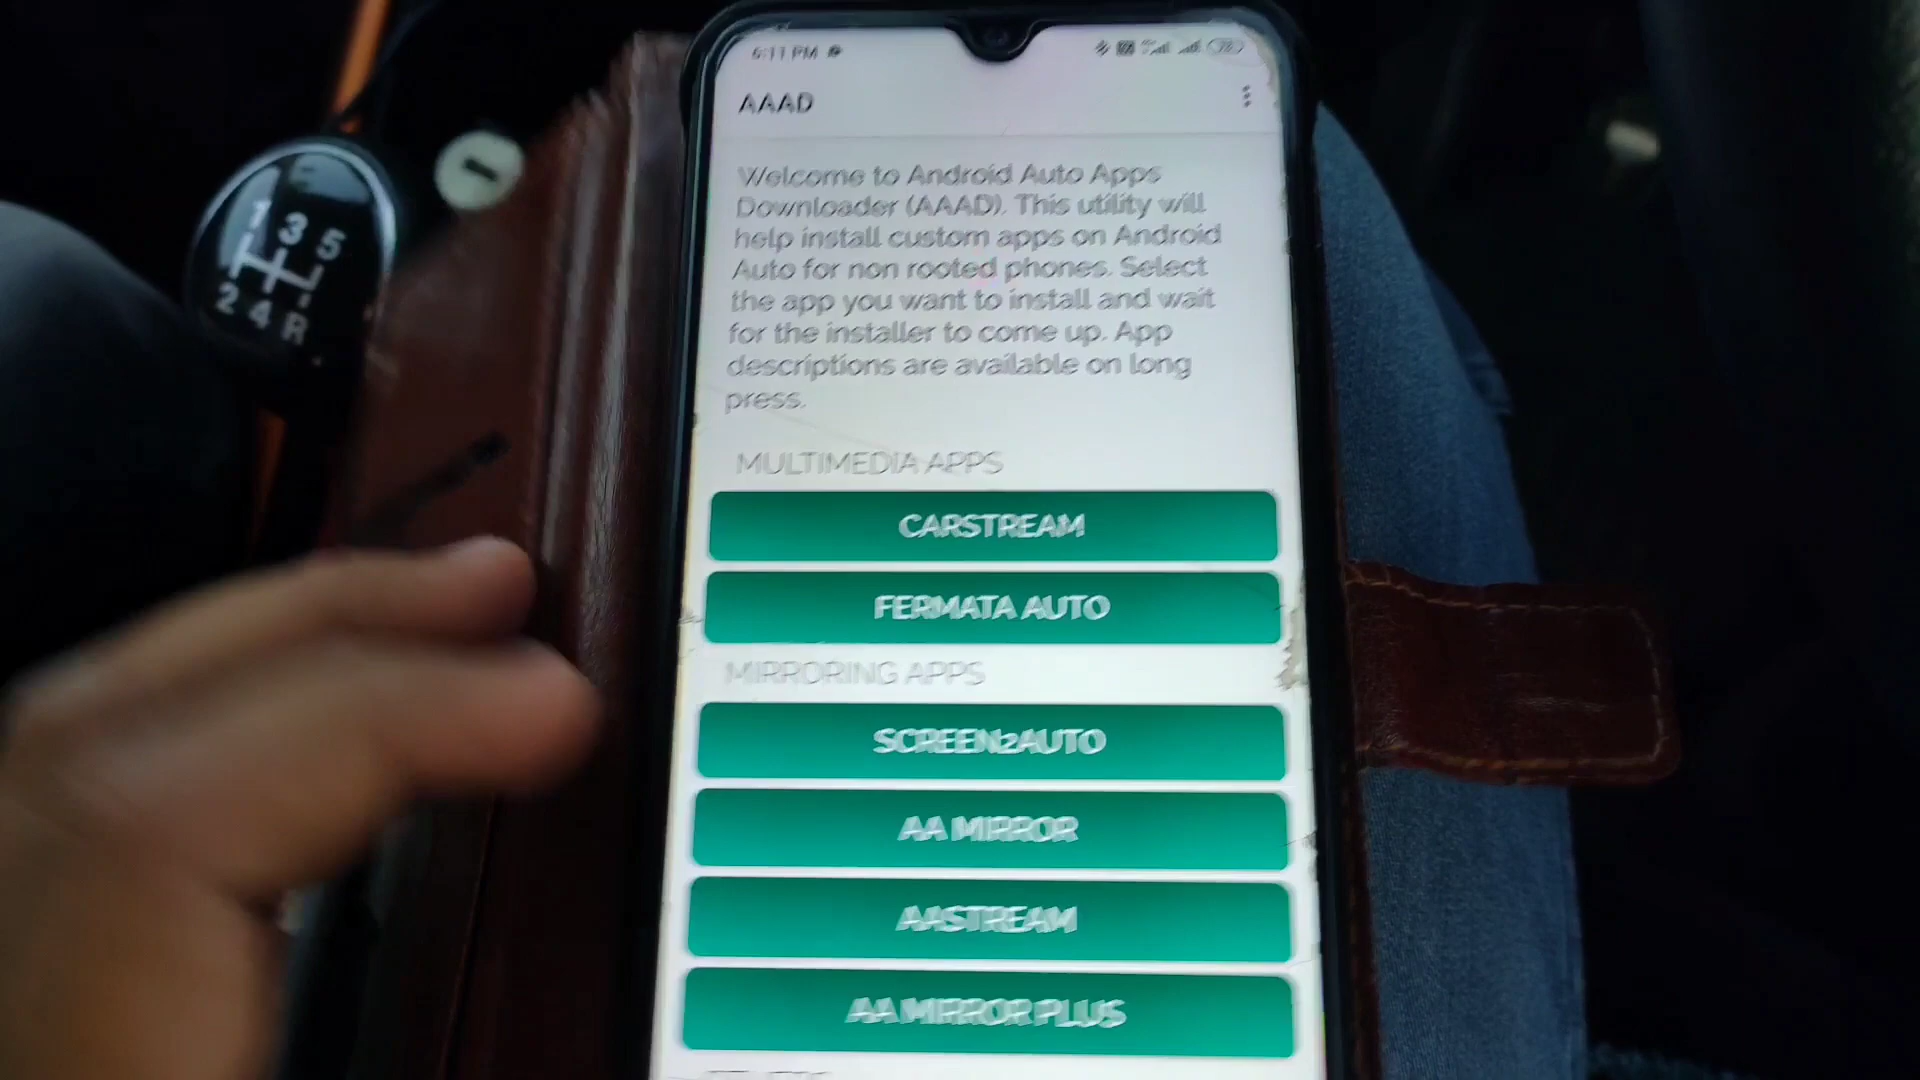 6:11 PM
AAAD
Welcome to Android Auto Apps
Downloader (AAAD). This utility will
help install custom apps on Android
Auto for non rooted phones. Select
the app you want to install and wait
for the installer to come up. App
descriptions are available on long
press.
MULTIMEDIA APPS
CARSTREAM
FERMATA AUTO
MIRRORING APPS
SCREEN2AUTO
AA MIRROR
AASTREAM
AA MIRROR PLUS
1 3 5
2 4 R